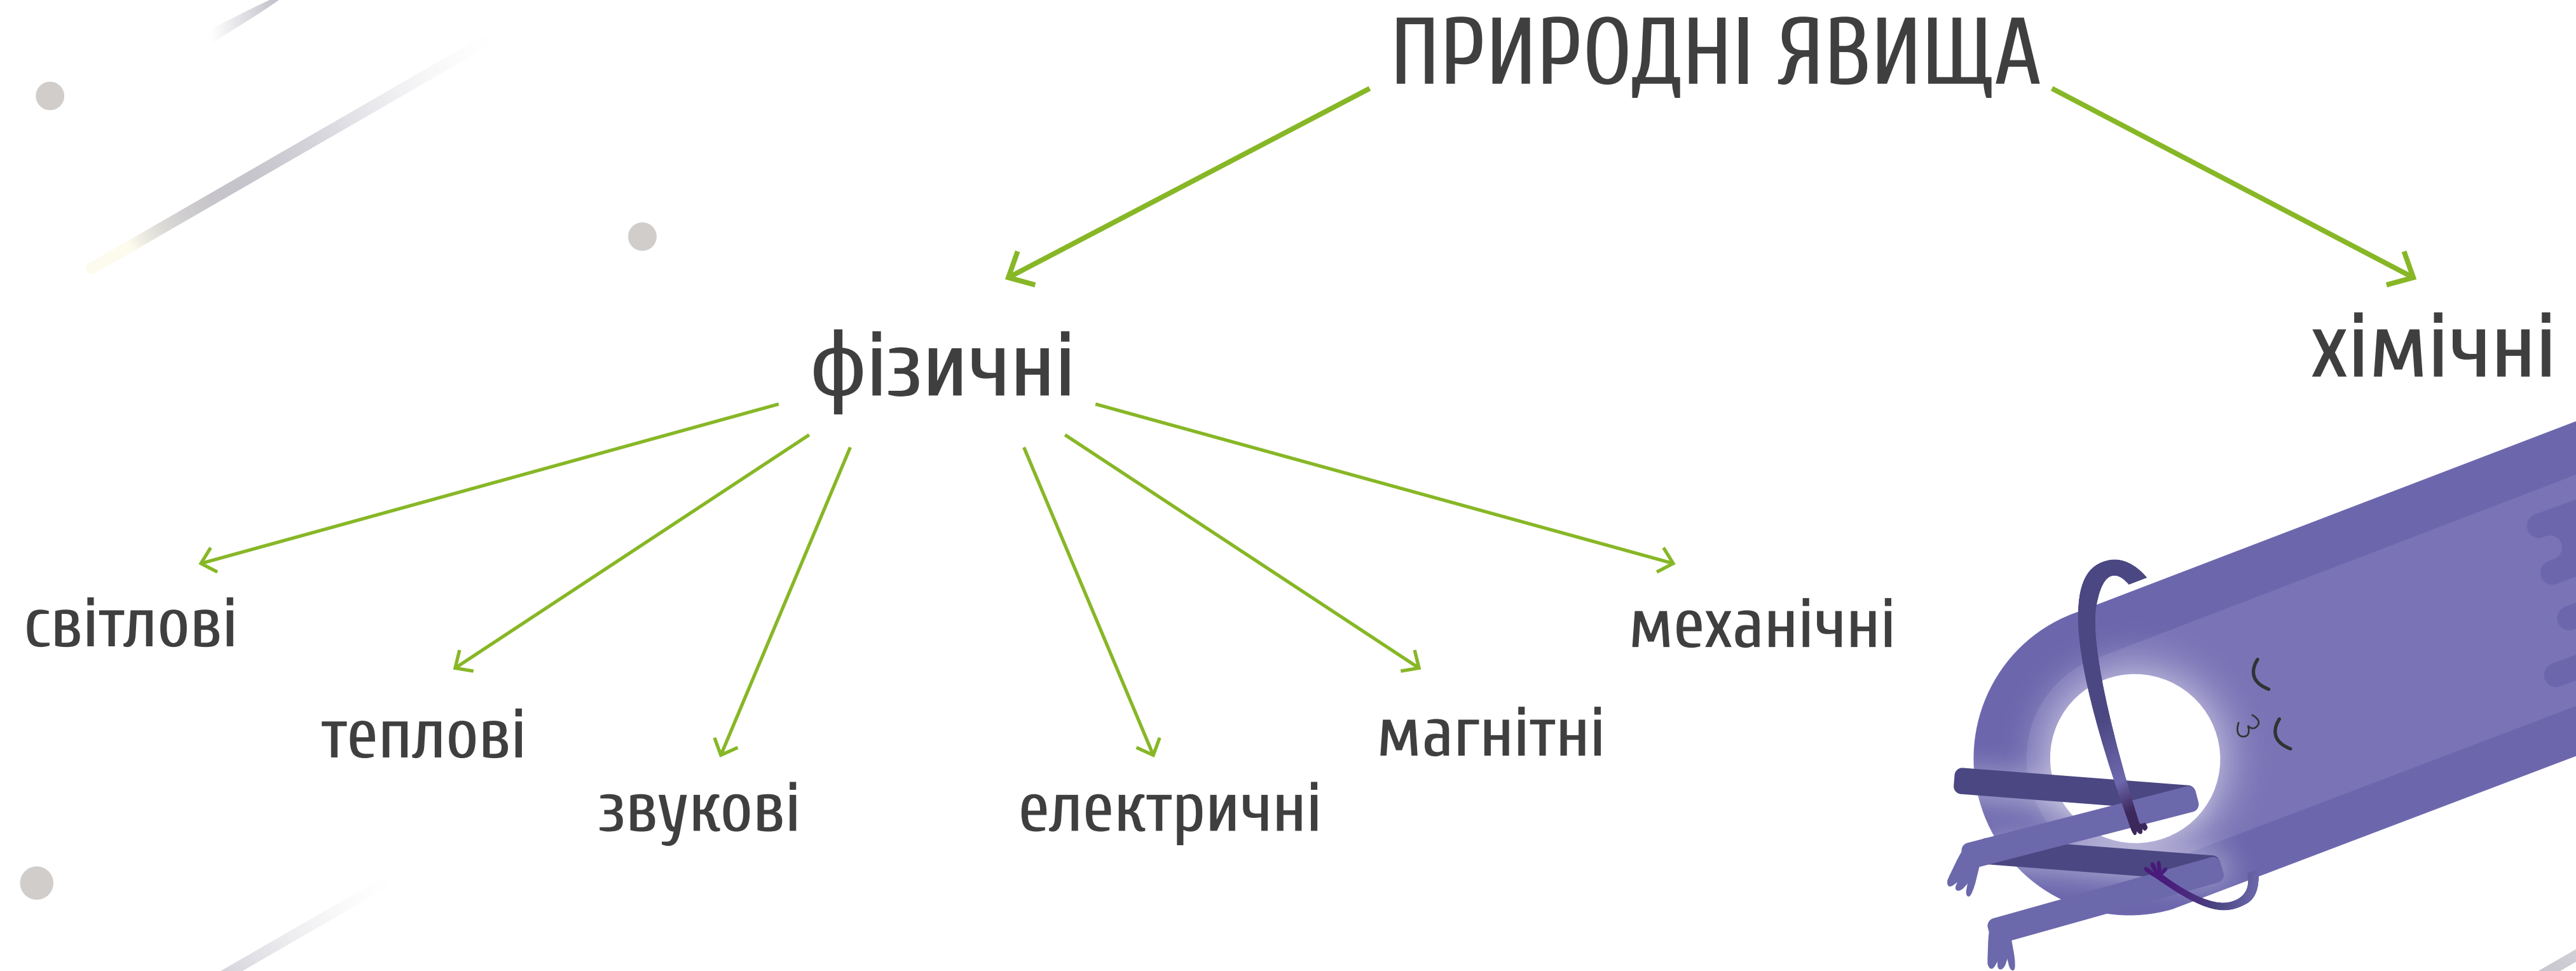 ПРИРОДНІ ЯВИЩА
фізичні
хімічні
світлові
теплові
звукові
електричні
магнітні
механічні